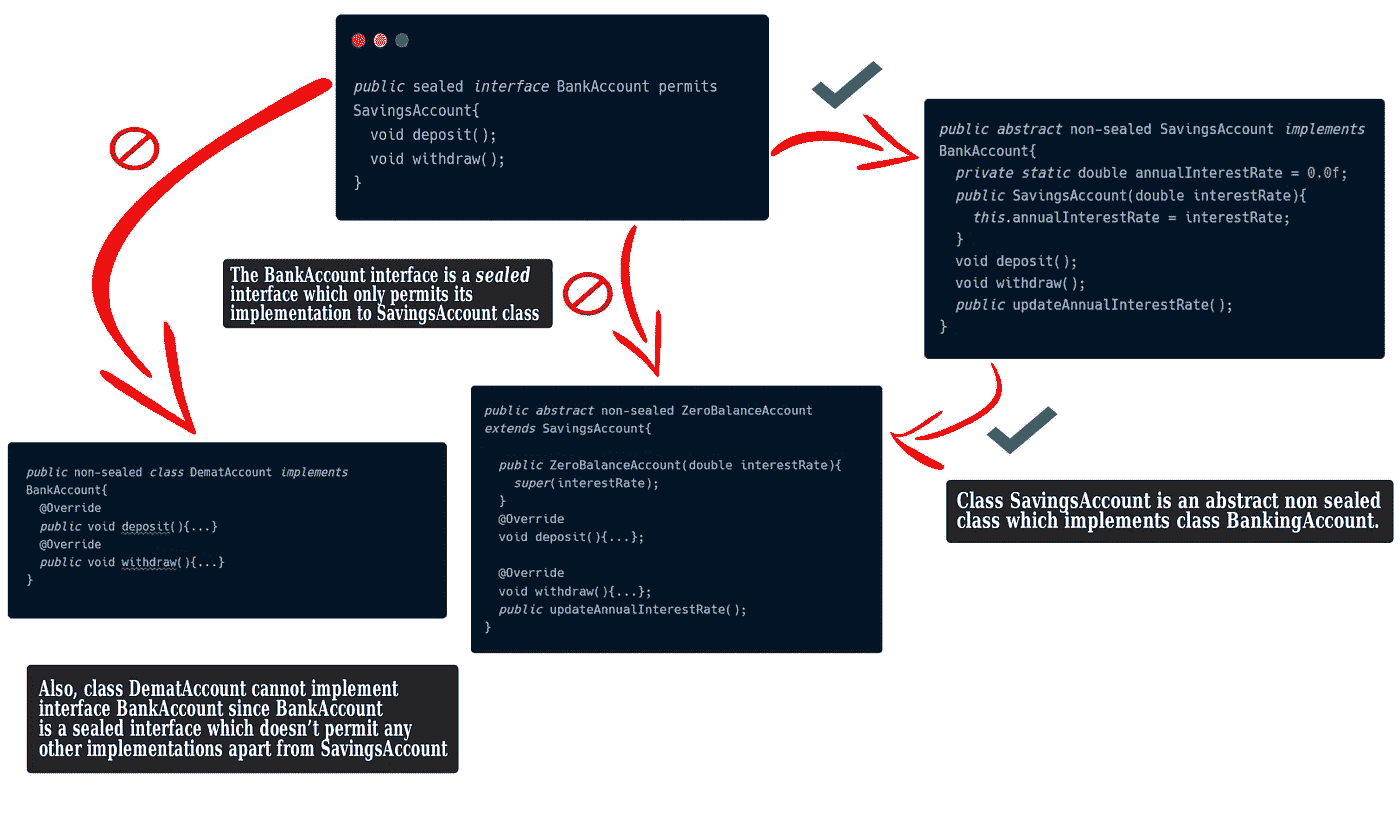 public sealed interface BankAccount permits
SavingsAccount{
void deposit();
void withdraw();
}
public abstract non-sealed SavingsAccount implements
BankAccount{
private static double annualInterestRate = 0.0f;
public SavingsAccount(double interestRate){
this.annualInterestRate = interestRate;
}
void deposit();
void withdraw();
public updateAnnualInterestRate();
}
The BankAccount interface is a sealed
interface which only permits its
implementation to SavingsAccount class
public abstract non-sealed ZeroBalanceAccount
extends SavingsAccount{
public ZeroBalanceAccount(double interestRate){
super(interestRate);
}
@Override
void deposit(){...};
@Override
void withdraw(){...};
public updateAnnualInterestRate();
}
Class SavingsAccount is an abstract non sealed
class which implements class BankingAccount.
public non-sealed class DematAccount implements
BankAccount{
@Override
public void deposit(){...}
@Override
public void withdraw(){...}
}
Also, class DematAccount cannot implement
interface BankAccount since BankAccount
is a sealed interface which doesn't permit any
other implementations apart from SavingsAccount